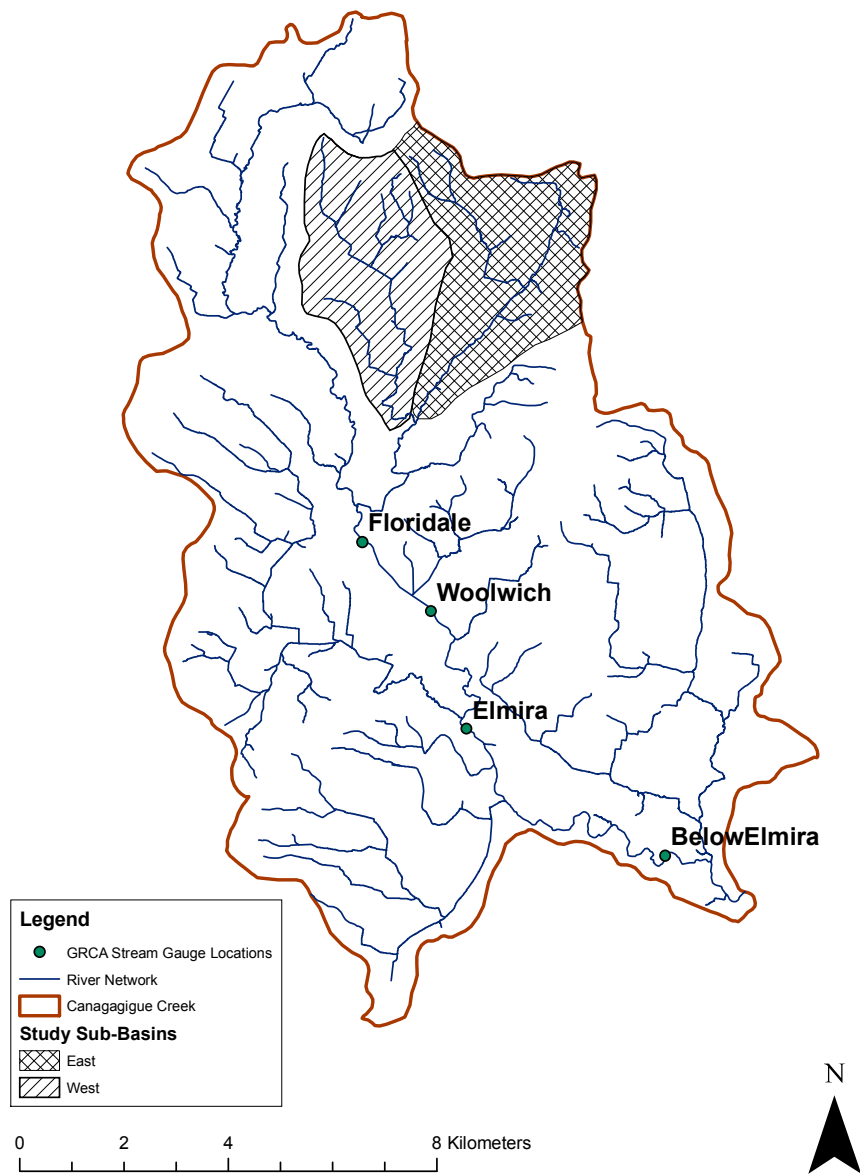 Floridale
Woolwich
Elmira
BelowElmira
Legend
GRCA Stream Gauge Locations
River Network
Canagagigue Creek
Study Sub-Basins
East
West
N
0 2 4 8 Kilometers